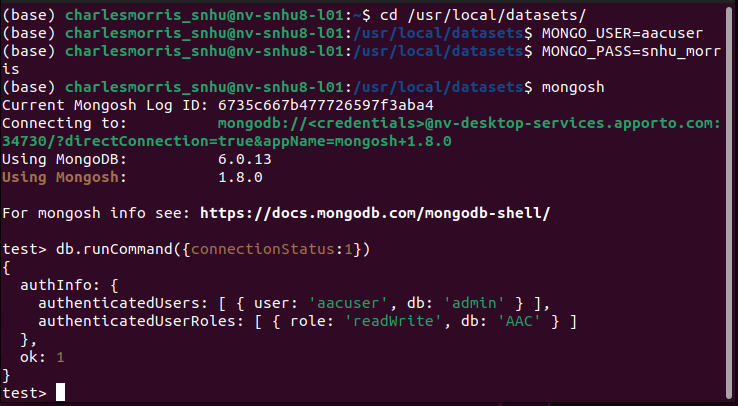 (base) charlesmorris_snhu@nv-snhu8-l01:~$ cd /usr/local/datasets/
(base) charlesmorris_snhu@nv-snhu8-l01:/usr/local/datasets$ MONGO_USER=aacuser
(base) charlesmorris_snhu@nv-snhu8-l01:/usr/local/datasets$ MONGO_PASS=snhu_morr
is
(base) charlesmorris_snhu@nv-snhu8-l01:/usr/local/datasets$ mongosh
Current Mongosh Log ID: 6735c667b477726597f3aba4
Connecting to:          mongodb://<credentials>@nv-desktop-services.apporto.com:
34730/?directConnection=true&appName=mongosh+1.8.0
Using MongoDB:          6.0.13
Using Mongosh:          1.8.0
For mongosh info see: https://docs.mongodb.com/mongodb-shell/
test> db.runCommand({connectionStatus:1})
{
  authInfo: {
    authenticatedUsers: [ { user: 'aacuser', db: 'admin' } ],
    authenticatedUserRoles: [ { role: 'readWrite', db: 'AAC' } ]
  },
  ok: 1
}
test>